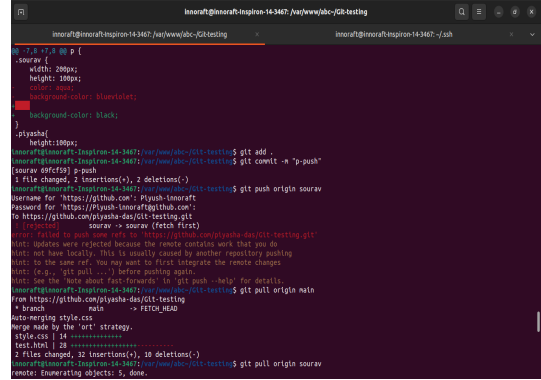 innoraft@innoraft-Inspiron-14-3467: /var/www/abc~/Git-testing
innoraft@innoraft-Inspiron-14-3467: /var/www/abc~/Git-testing
innoraft@innoraft-Inspiron-14-3467: ~/.ssh
@@ -7,8 +7,8 @@ p {
.sourav {
width: 200px;
height: 100px;
- color: aqua;
- background-color: blueviolet;
+
+ background-color: black;
}
.piyasha{
height:100px;
innoraft@innoraft-Inspiron-14-3467:/var/www/abc~/Git-testing$ git add .
innoraft@innoraft-Inspiron-14-3467:/var/www/abc~/Git-testing$ git commit -m "p-push"
[sourav 09fcf59] p-push
1 file changed, 2 insertions(+), 2 deletions(-)
innoraft@innoraft-Inspiron-14-3467:/var/www/abc~/Git-testing$ git push origin sourav
Username for 'https://github.com': Piyush-innoraft
Password for 'https://Piyush-innoraft@github.com':
To https://github.com/piyasha-das/Git-testing.git
! [rejected] sourav -> sourav (fetch first)
error: failed to push some refs to 'https://github.com/piyasha-das/Git-testing.git'
hint: Updates were rejected because the remote contains work that you do
hint: not have locally. This is usually caused by another repository pushing
hint: to the same ref. You may want to first integrate the remote changes
hint: (e.g., 'git pull ...') before pushing again.
hint: See the 'Note about fast-forwards' in 'git push --help' for details.
innoraft@innoraft-Inspiron-14-3467:/var/www/abc~/Git-testing$ git pull origin main
From https://github.com/piyasha-das/Git-testing
* branch main -> FETCH_HEAD
Auto-merging style.css
Merge made by the 'ort' strategy.
style.css | 14 ++++++++++++++
test.html | 28 ++++++++++++++++++----------
2 files changed, 32 insertions(+), 10 deletions(-)
innoraft@innoraft-Inspiron-14-3467:/var/www/abc~/Git-testing$ git pull origin sourav
remote: Enumerating objects: 5, done.